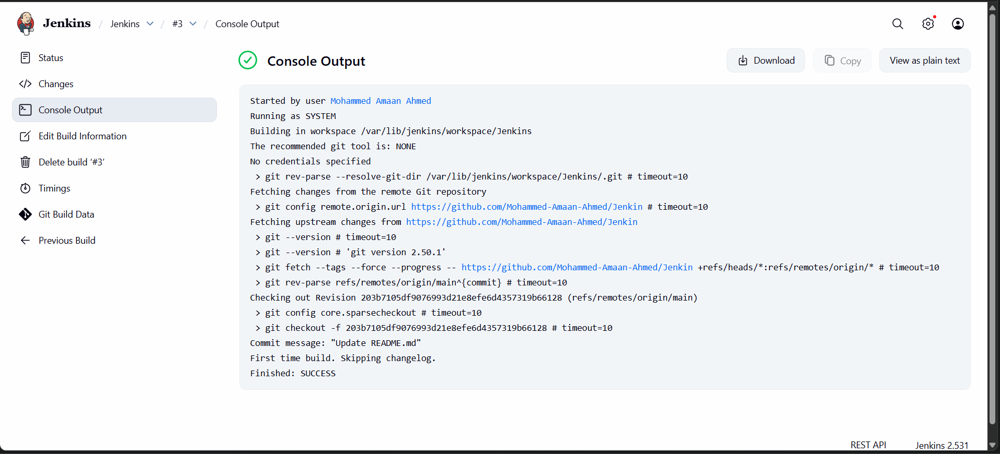 Jenkins / Jenkins / #3 / Console Output
Status
Changes
Console Output
Edit Build Information
Delete build ‘#3’
Timings
Git Build Data
Previous Build
Console Output
Download
Copy
View as plain text
Started by user Mohammed Amaan Ahmed
Running as SYSTEM
Building in workspace /var/lib/jenkins/workspace/Jenkins
The recommended git tool is: NONE
No credentials specified
> git rev-parse --resolve-git-dir /var/lib/jenkins/workspace/Jenkins/.git # timeout=10
Fetching changes from the remote Git repository
> git config remote.origin.url https://github.com/Mohammed-Amaan-Ahmed/Jenkin # timeout=10
Fetching upstream changes from https://github.com/Mohammed-Amaan-Ahmed/Jenkin
> git --version # timeout=10
> git --version # 'git version 2.50.1'
> git fetch --tags --force --progress -- https://github.com/Mohammed-Amaan-Ahmed/Jenkin +refs/heads/*:refs/remotes/origin/* # timeout=10
> git rev-parse refs/remotes/origin/main^{commit} # timeout=10
Checking out Revision 203b7105df9076993d21e8efe6d4357319b66128 (refs/remotes/origin/main)
> git config core.sparsecheckout # timeout=10
> git checkout -f 203b7105df9076993d21e8efe6d4357319b66128 # timeout=10
Commit message: "Update README.md"
First time build. Skipping changelog.
Finished: SUCCESS
REST API
Jenkins 2.531